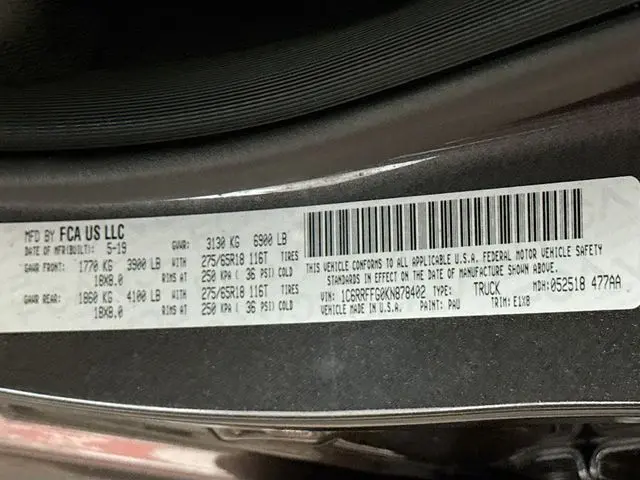 MFD BY FCA US LLC
DATE OF MFR(BUILT): 5-19 GVWR: 3130 KG 6900 LB
GAWR FRONT: 1770 KG 3900 LB WITH 275/65R18 116T TIRES
18X8.0 RIMS AT 250 KPA ( 36 PSI) COLD
GAWR REAR: 1860 KG 4100 LB WITH 275/65R18 116T TIRES
18X8.0 RIMS AT 250 KPA ( 36 PSI) COLD
THIS VEHICLE CONFORMS TO ALL APPLICABLE U.S.A. FEDERAL MOTOR VEHICLE SAFETY
STANDARDS IN EFFECT ON THE DATE OF MANUFACTURE SHOWN ABOVE.
VIN: 1C6RRFFG0KN878402 TYPE: TRUCK MDH: 052518 477AA
VEHICLE MADE IN U.S.A. PAINT: PAU TRIM: E1X8